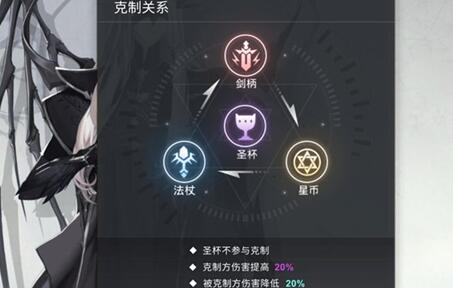 克制关系
剑柄
圣杯
法杖
星币
圣杯不参与克制
克制方伤害提高 20%
被克制方伤害降低 20%